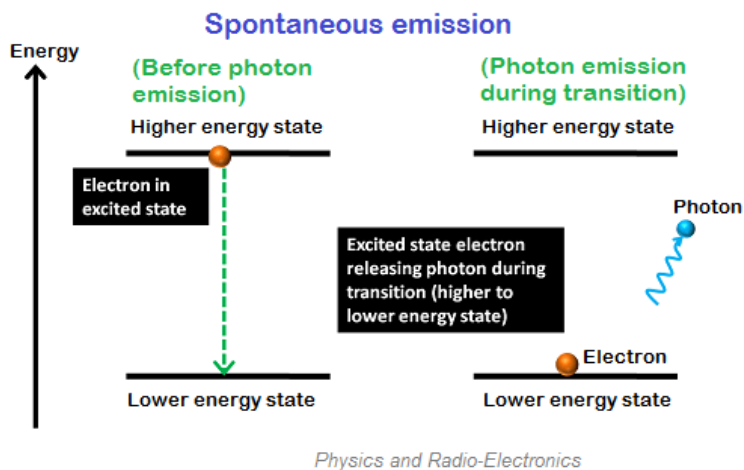 Spontaneous emission
Energy
(Before photon
emission)
Higher energy state
Electron in
excited state
Lower energy state
(Photon emission
during transition)
Higher energy state
Photon
Excited state electron
releasing photon during
transition (higher to
lower energy state)
Electron
Lower energy state
Physics and Radio-Electronics